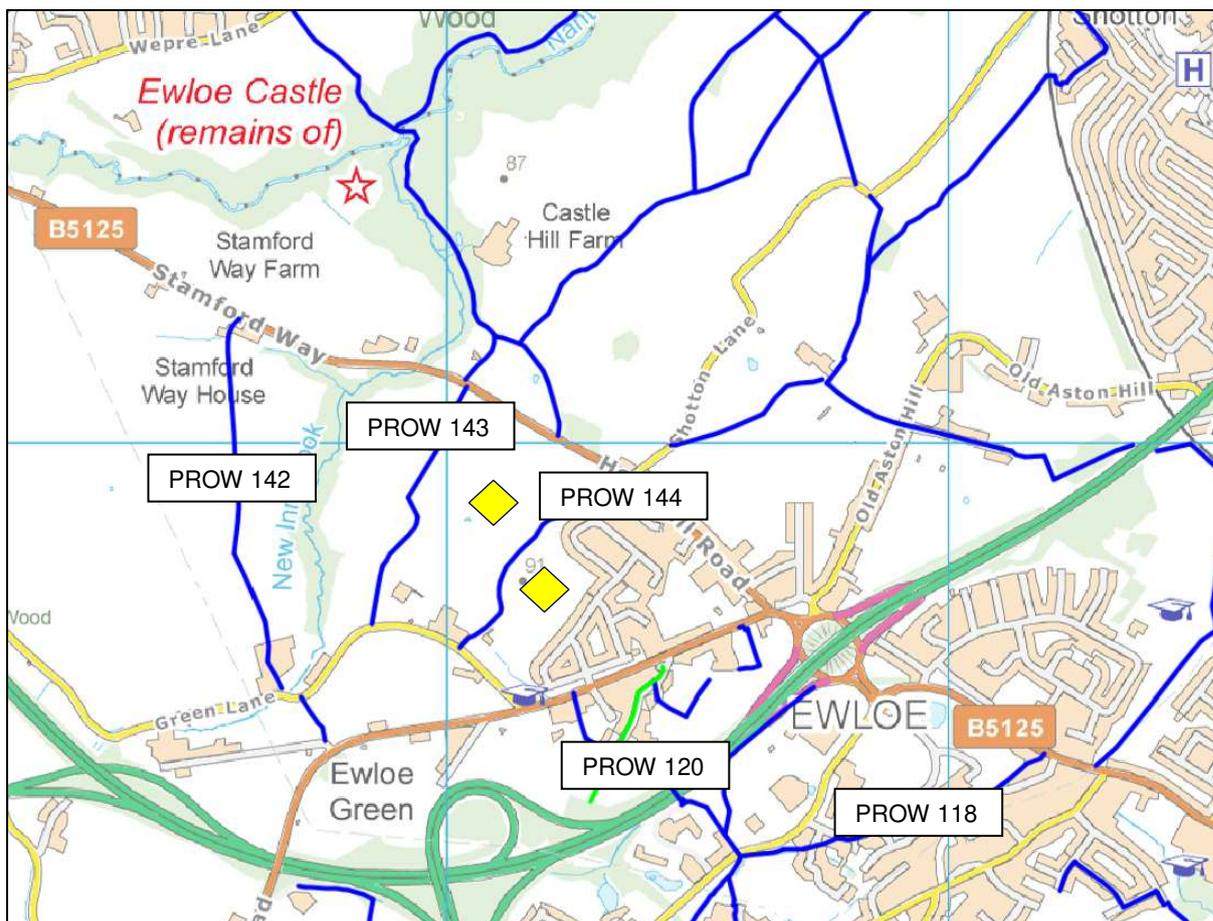 Wood
Shotton
Wepre Lane
Nant
H
Ewloe Castle
(remains of)
87
B5125
Castle
Hill Farm
Stamford
Way Farm
Stamford Way
Shotton Lane
Stamford
Way House
Old Aston Hill
PROW 143
PROW 142
PROW 144
New Inn Brook
Old Aston Hill
Road
91
Wood
Green Lane
EWLOE
B5125
Ewloe
Green
PROW 120
PROW 118